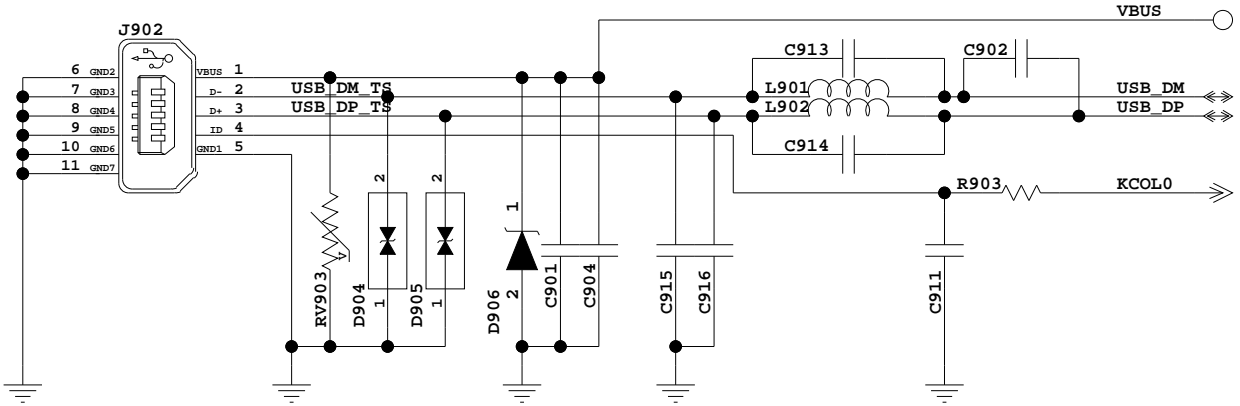 VBUS
J902
C913
C902
6 GND2 VBUS 1
7 GND3 D- 2 USB_DM_TS L901 USB_DM
8 GND4 D+ 3 USB_DP_TS L902 USB_DP
9 GND5 ID 4
10 GND6 GND1 5
11 GND7
C914
R903 KCOL0
2
2
1
V
RV903
D904
1
D905
1
D906
2
C901
C904
C915
C916
C911